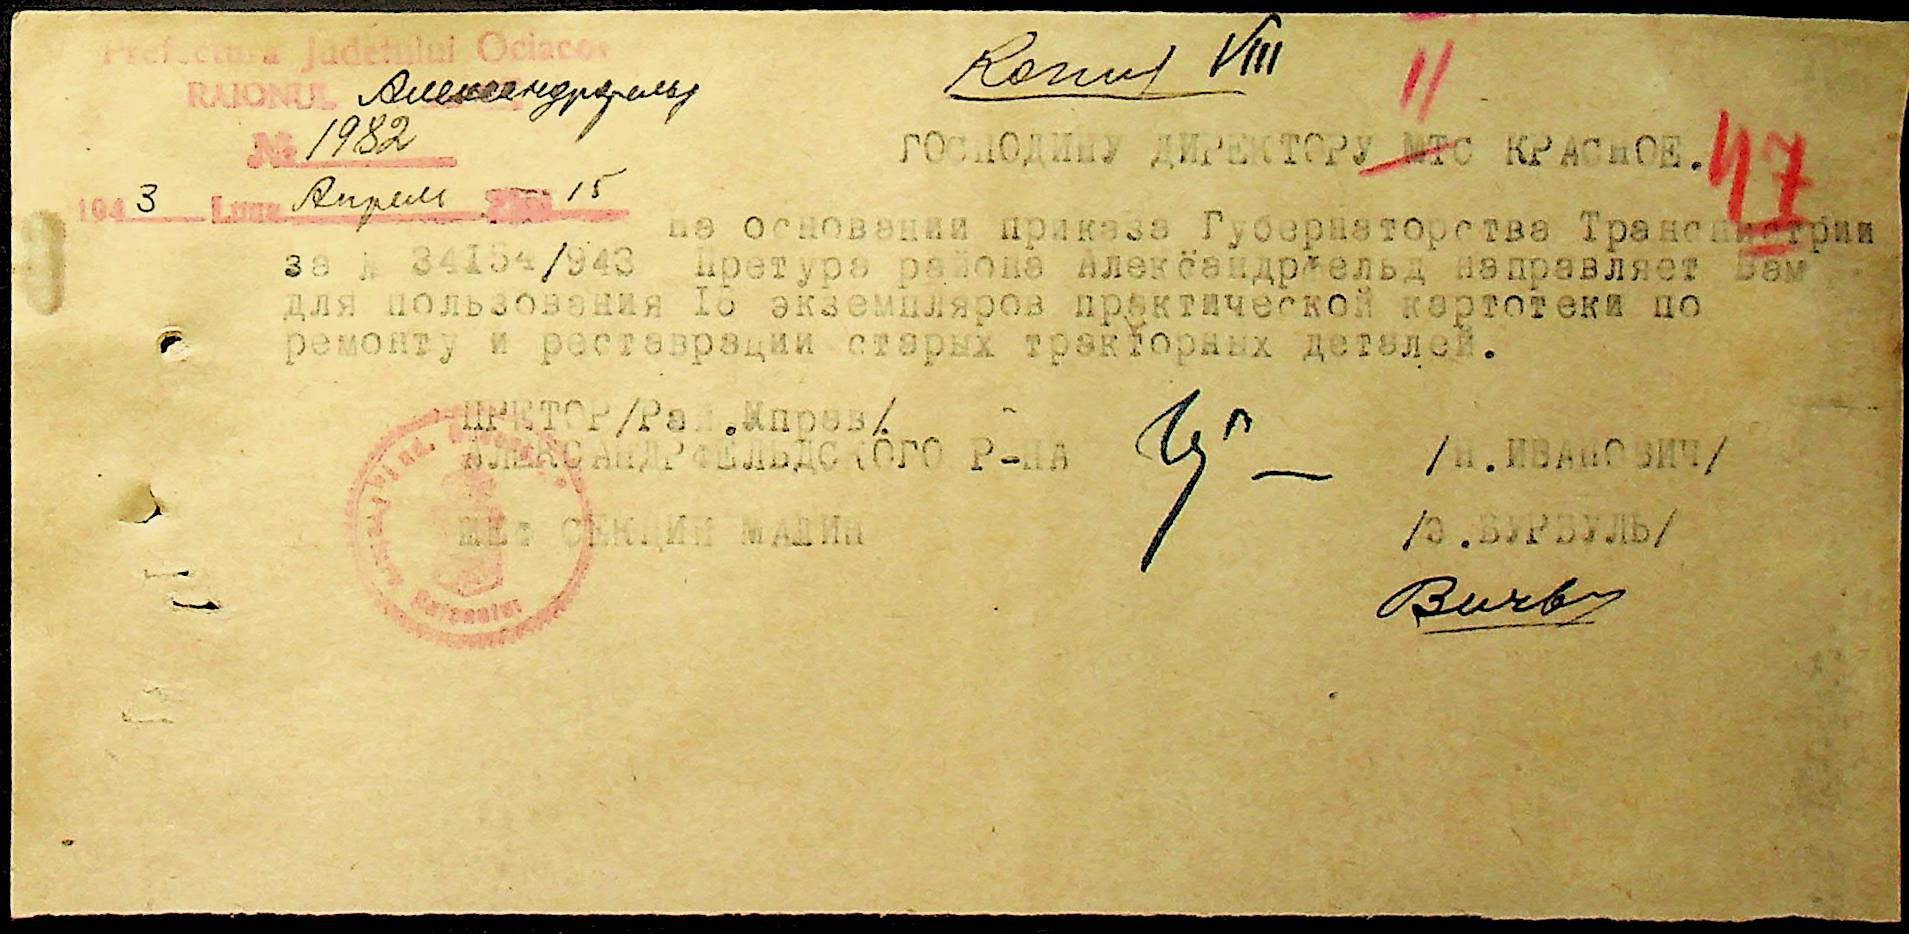 Prefectura Judetului Ociacov
RAIONUL Александрфельд
№ 1982
1943 Luna Апрель 15
Копия VIII
II
47
ГОСПОДИНУ ДИРЕКТОРУ МТС КРАСНОЕ.
На основании приказа Губернаторства Транснистрии
за № 34154/943 Претура района Александрфельд направляет Вам
для пользования 15 экземпляров практической картотеки по
ремонту и реставрации старых тракторных деталей.
ПРЕТОР/Рай.Управ/.
АЛЕКСАНДРФЕЛЬДСКОГО Р-НА /И.ИВАНОВИЧ/
ШЕФ СЕКЦИИ МАШИН /Э.БУРБУЛЬ/